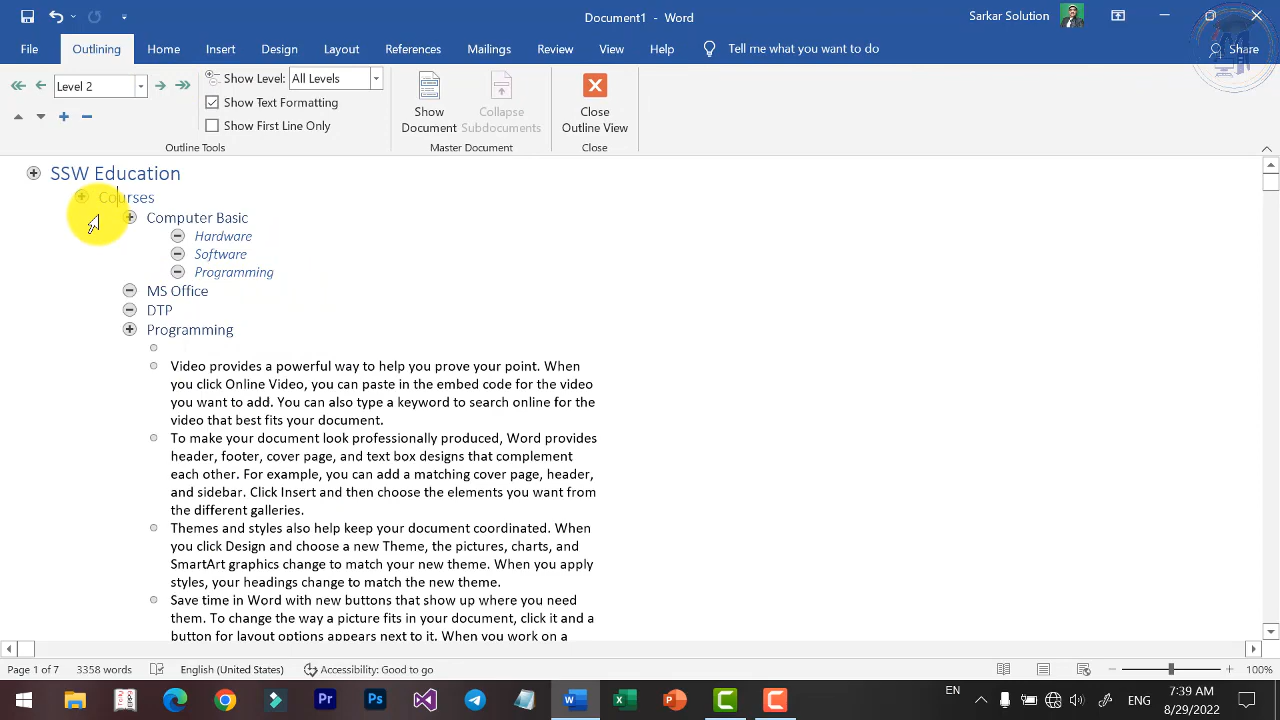 Document1 - Word
Sarkar Solution
File Outlining Home Insert Design Layout References Mailings Review View Help Tell me what you want to do Share
Level 2
Show Level: All Levels
Show Text Formatting
Show First Line Only
Outline Tools
Show Document
Collapse Subdocuments
Master Document
Close Outline View
Close
SSW Education
Courses
Computer Basic
Hardware
Software
Programming
MS Office
DTP
Programming
Video provides a powerful way to help you prove your point. When
you click Online Video, you can paste in the embed code for the video
you want to add. You can also type a keyword to search online for the
video that best fits your document.
To make your document look professionally produced, Word provides
header, footer, cover page, and text box designs that complement
each other. For example, you can add a matching cover page, header,
and sidebar. Click Insert and then choose the elements you want from
the different galleries.
Themes and styles also help keep your document coordinated. When
you click Design and choose a new Theme, the pictures, charts, and
SmartArt graphics change to match your new theme. When you apply
styles, your headings change to match the new theme.
Save time in Word with new buttons that show up where you need
them. To change the way a picture fits in your document, click it and a
button for layout options appears next to it. When you work on a
Page 1 of 7 3358 words English (United States) Accessibility: Good to go 100%
Pr Ps EN ENG 7:39 AM
8/29/2022